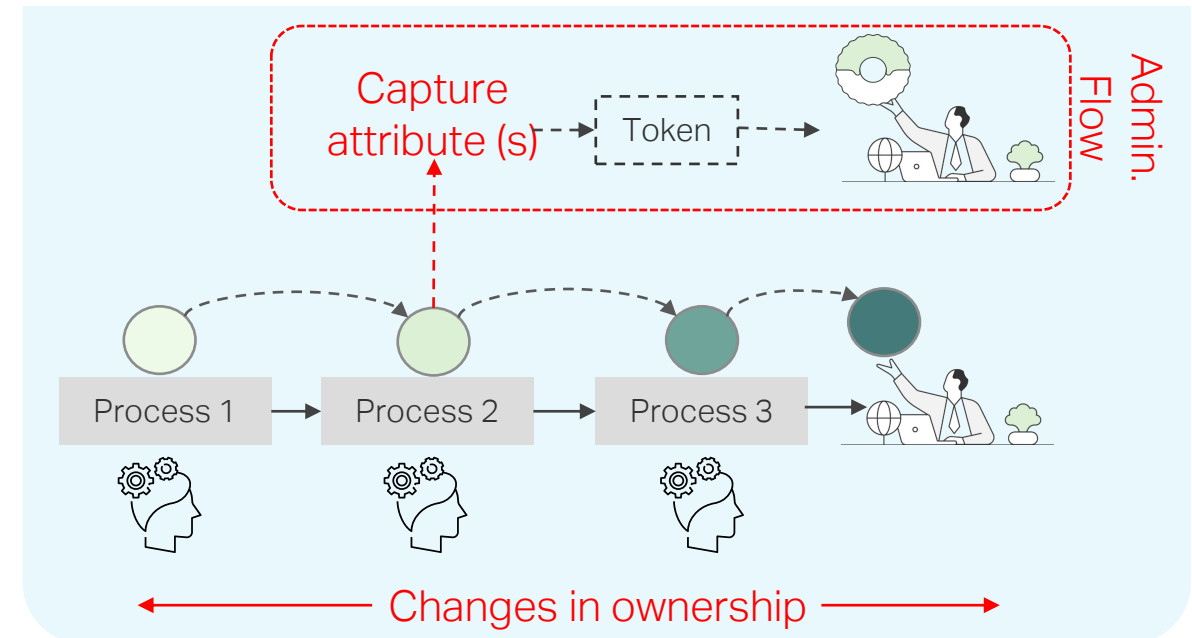 Capture
attribute (s)
Token
Admin.
Flow
Process 1
Process 2
Process 3
Changes in ownership